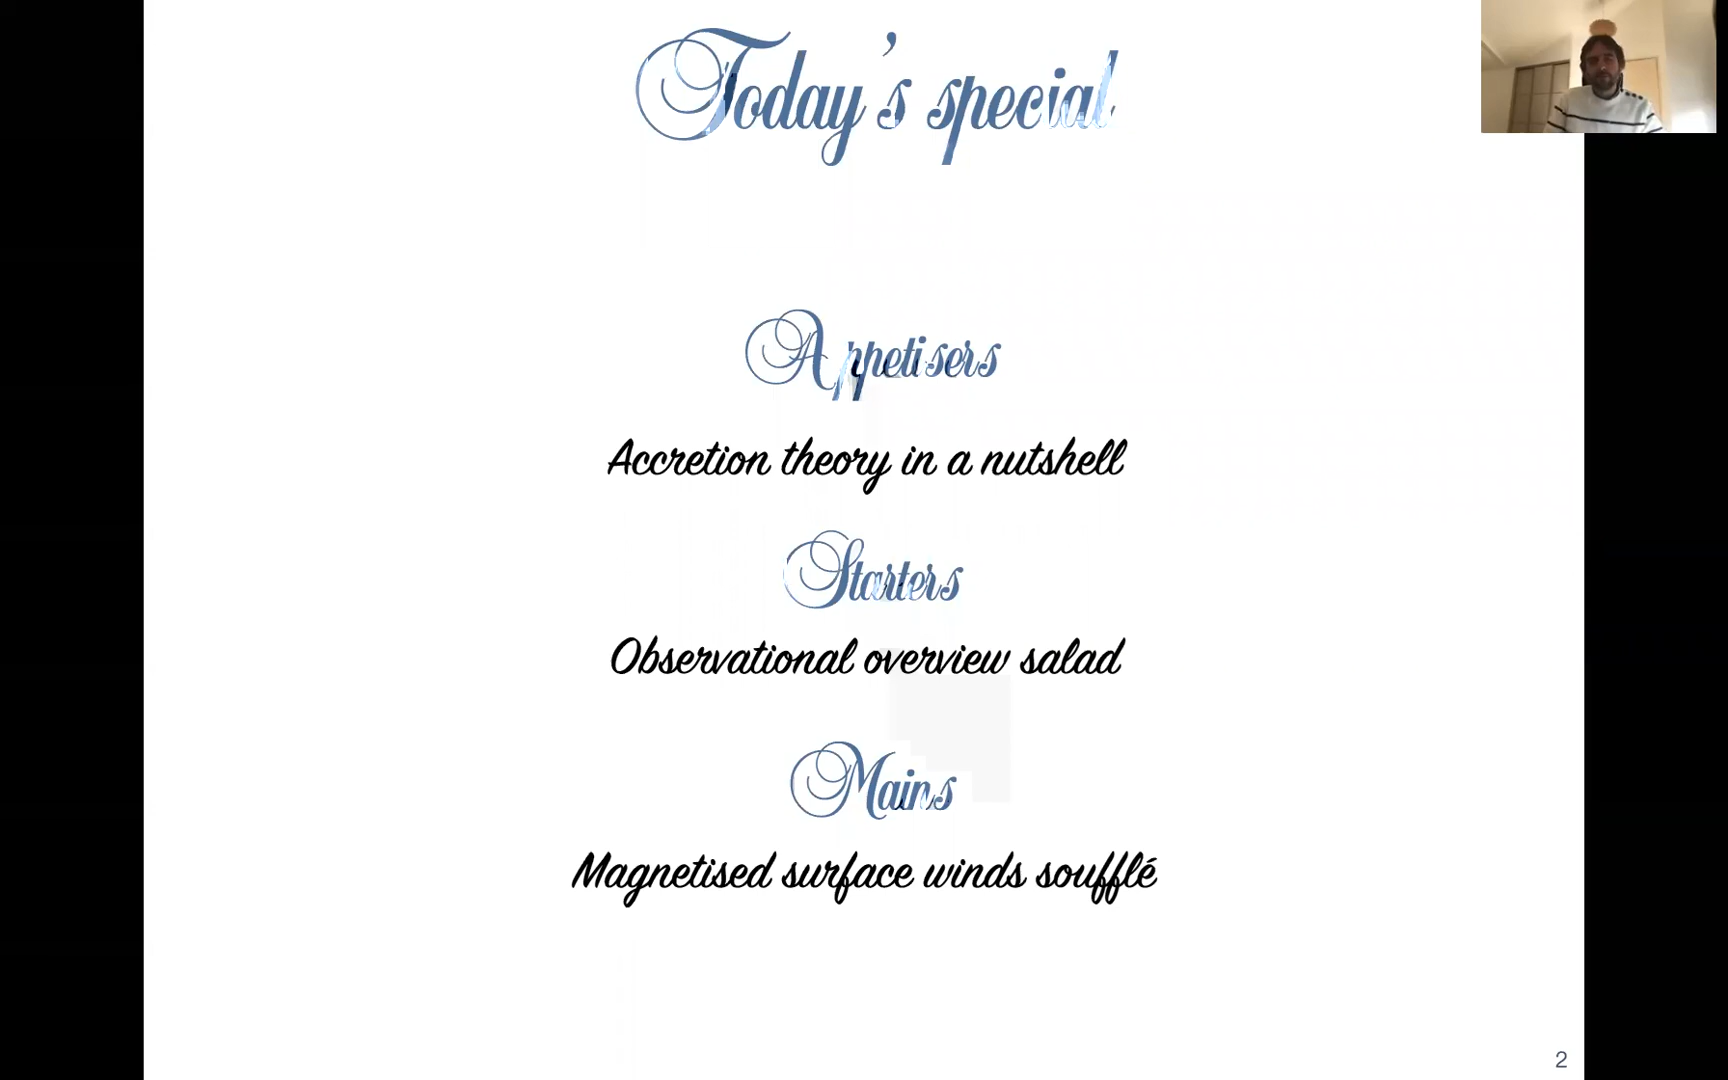 Today's special
Appetisers
Accretion theory in a nutshell
Starters
Observational overview salad
Mains
Magnetised surface winds soufflé
2